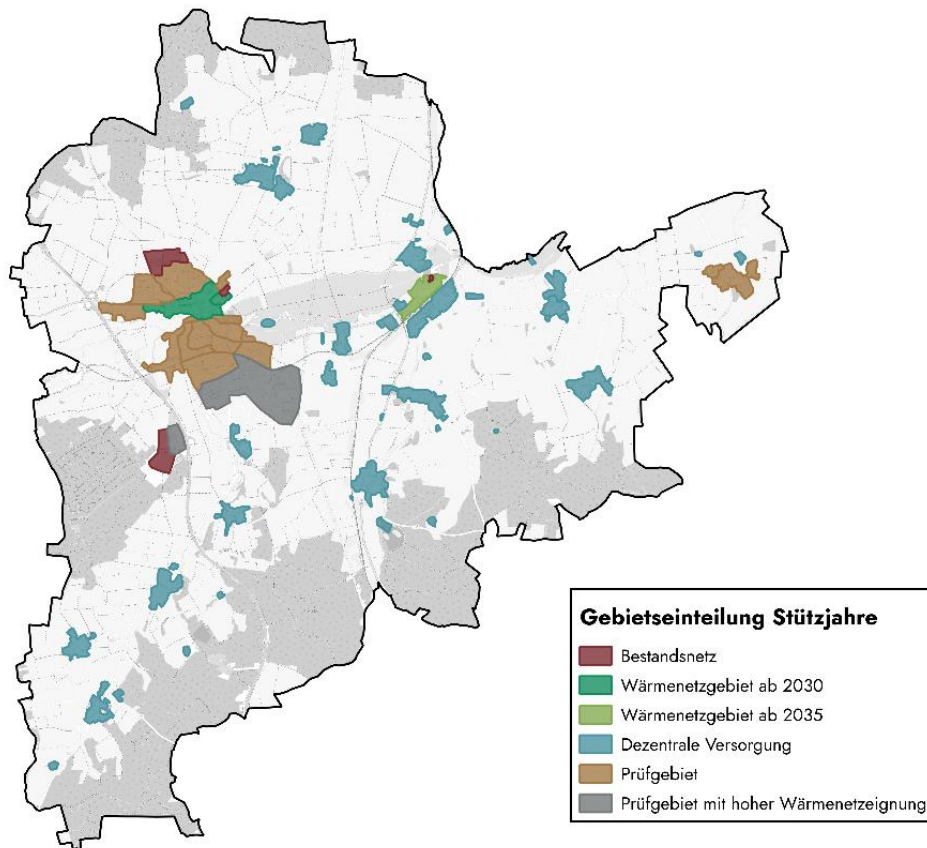 Gebietseinteilung Stützjahre
Bestandsnetz
Wärmenetzgebiet ab 2030
Wärmenetzgebiet ab 2035
Dezentrale Versorgung
Prüfgebiet
Prüfgebiet mit hoher Wärmenetzeignung